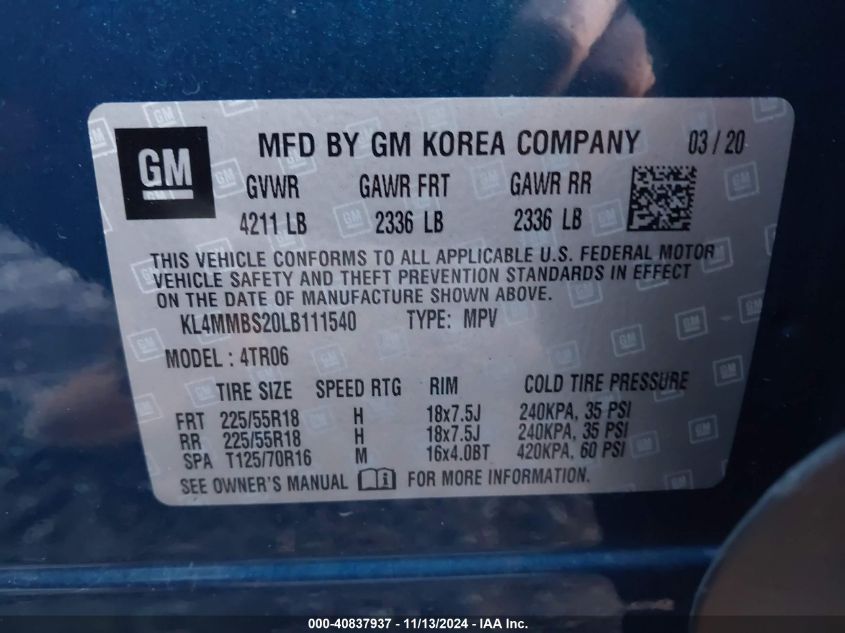 GM
MFD BY GM KOREA COMPANY 03 / 20
GVWR GAWR FRT GAWR RR
4211 LB 2336 LB 2336 LB
THIS VEHICLE CONFORMS TO ALL APPLICABLE U.S. FEDERAL MOTOR
VEHICLE SAFETY AND THEFT PREVENTION STANDARDS IN EFFECT
ON THE DATE OF MANUFACTURE SHOWN ABOVE.
KL4MMBS20LB111540 TYPE: MPV
MODEL : 4TR06
TIRE SIZE SPEED RTG RIM COLD TIRE PRESSURE
FRT 225/55R18 H 18x7.5J 240KPA, 35 PSI
RR 225/55R18 H 18x7.5J 240KPA, 35 PSI
SPA T125/70R16 M 16x4.0BT 420KPA, 60 PSI
SEE OWNER'S MANUAL FOR MORE INFORMATION.
000-40837937 - 11/13/2024 - IAA Inc.